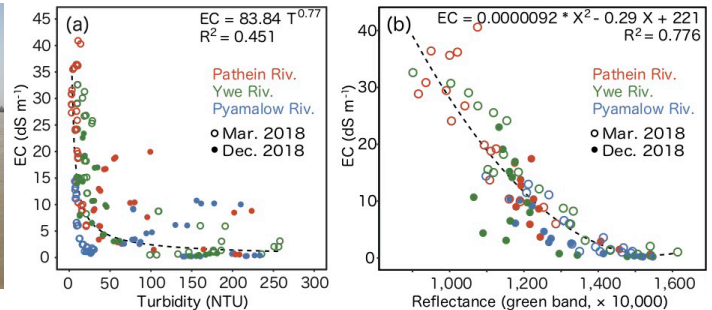 (a)
EC = 83.84 T^0.77
R² = 0.451
Pathein Riv.
Ywe Riv.
Pyamalow Riv.
Mar. 2018
Dec. 2018
EC (dS m⁻¹)
45
40
35
30
25
20
15
10
5
0
0 50 100 150 200 250 300
Turbidity (NTU)
(b)
EC = 0.0000092 * X² - 0.29 X + 221
R² = 0.776
Pathein Riv.
Ywe Riv.
Pyamalow Riv.
Mar. 2018
Dec. 2018
EC (dS m⁻¹)
40
30
20
10
0
1,000 1,200 1,400 1,600
Reflectance (green band, × 10,000)